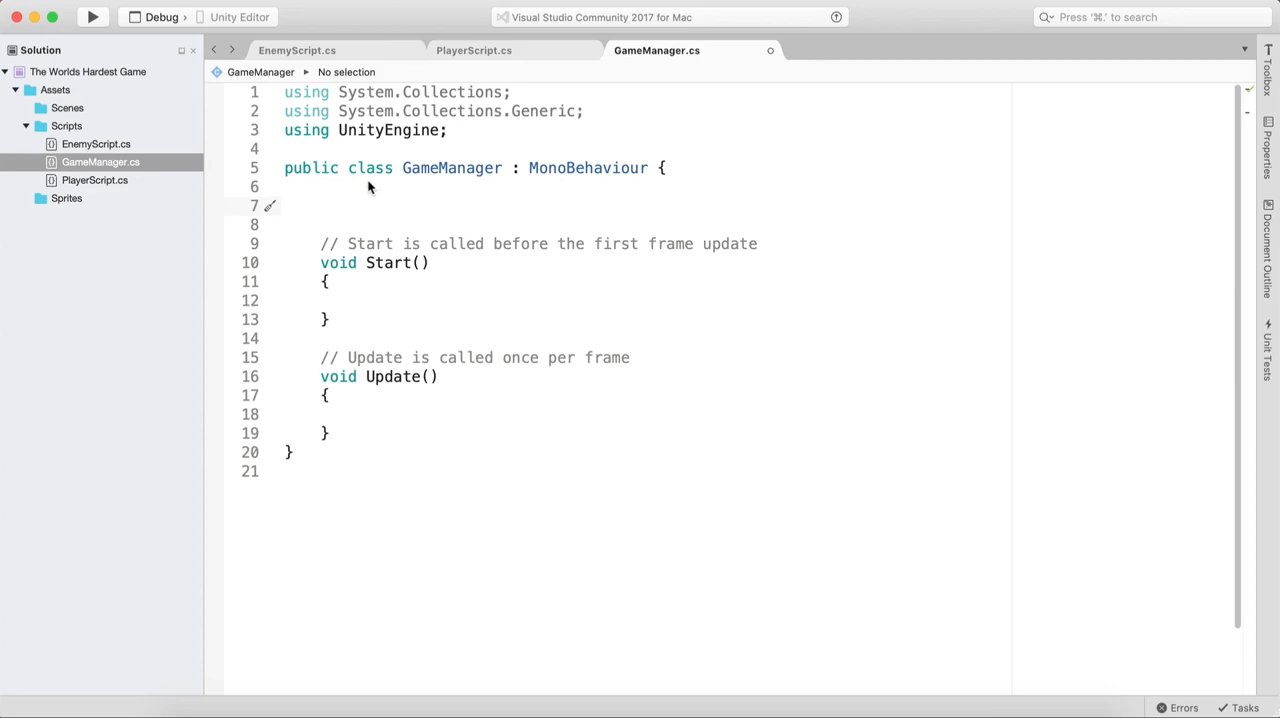 Debug
Unity Editor
Visual Studio Community 2017 for Mac
Press '⌘.' to search
Solution
EnemyScript.cs
PlayerScript.cs
GameManager.cs
The Worlds Hardest Game
Assets
Scenes
Scripts
EnemyScript.cs
GameManager.cs
PlayerScript.cs
Sprites
GameManager
No selection
1 using System.Collections;
2 using System.Collections.Generic;
3 using UnityEngine;
4
5 public class GameManager : MonoBehaviour {
6
7
8
9 // Start is called before the first frame update
10 void Start()
11 {
12
13 }
14
15 // Update is called once per frame
16 void Update()
17 {
18
19 }
20 }
21
Toolbox
Properties
Document Outline
Unit Tests
Errors
Tasks